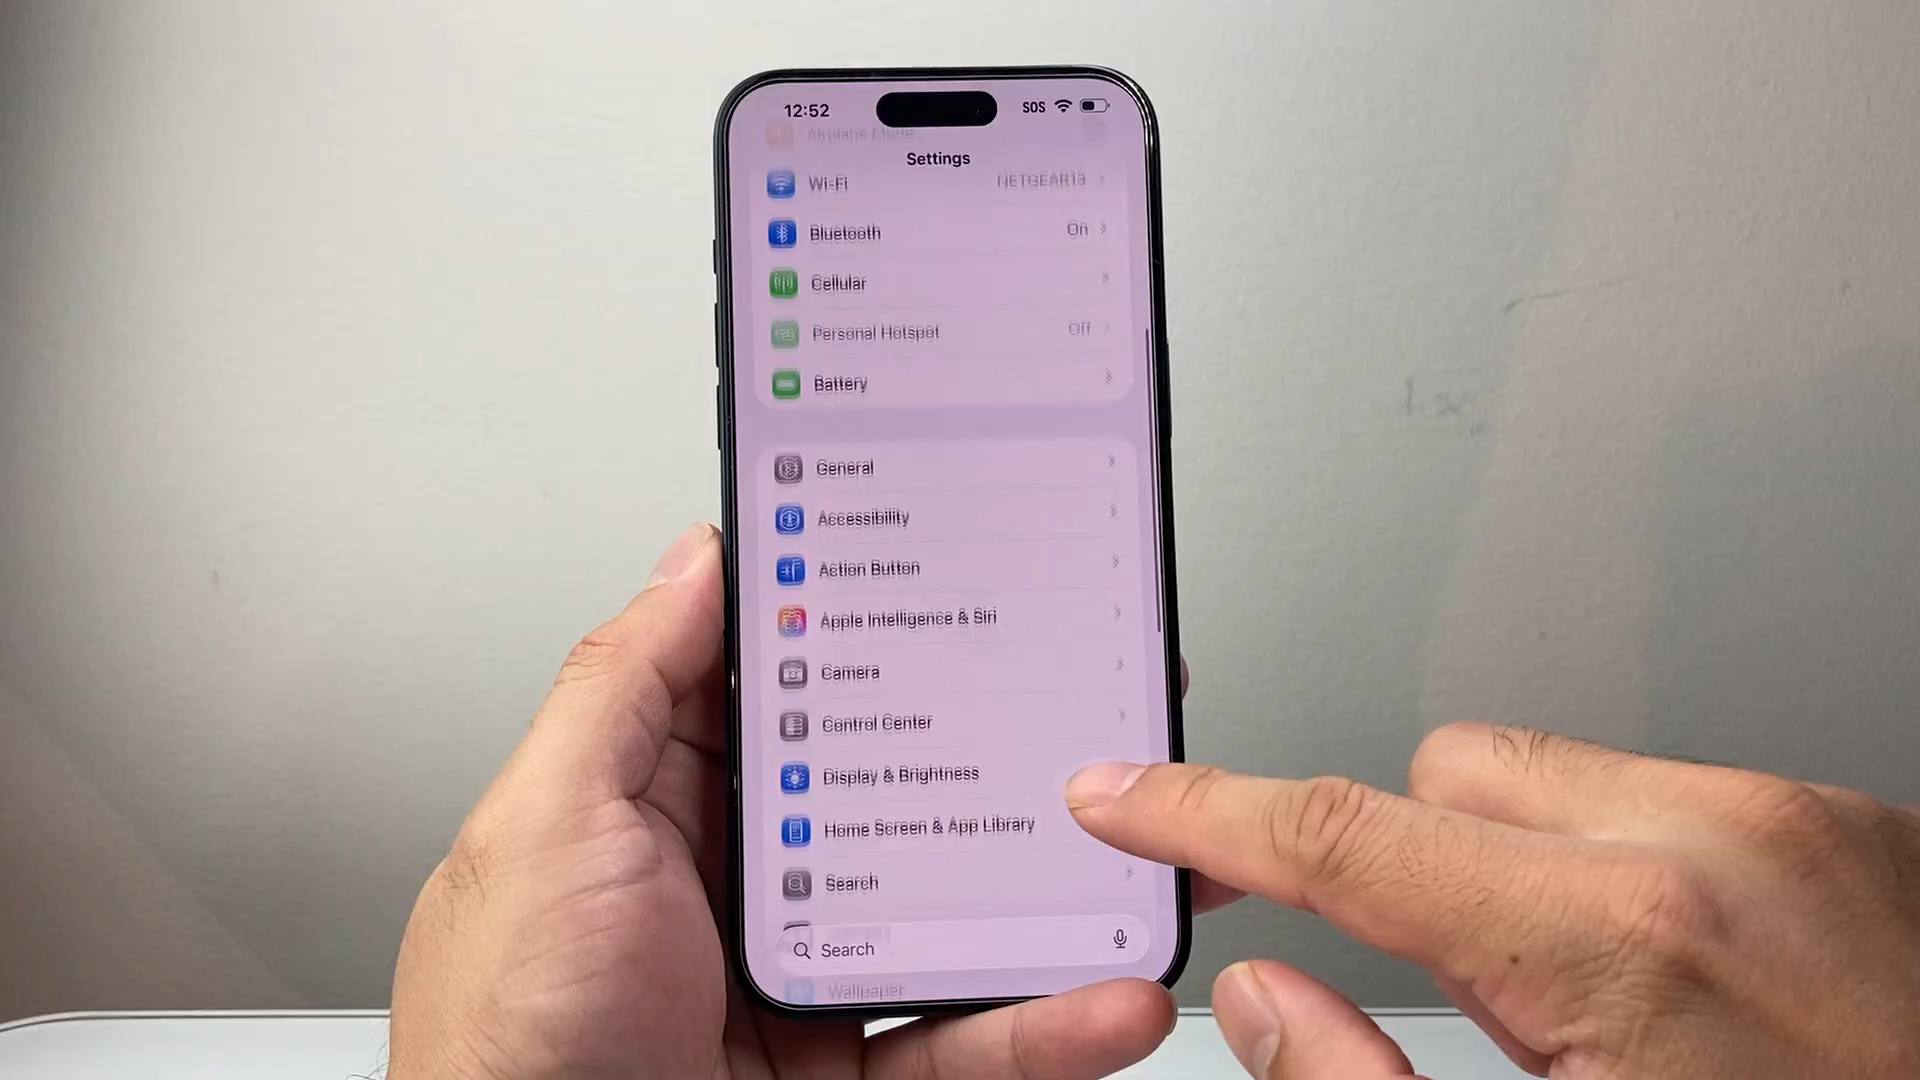 12:52 SOS
Airplane Mode
Settings
Wi-Fi NETGEAR13
Bluetooth On
Cellular
Personal Hotspot Off
Battery
General
Accessibility
Action Button
Apple Intelligence & Siri
Camera
Control Center
Display & Brightness
Home Screen & App Library
Search
Search
Wallpaper